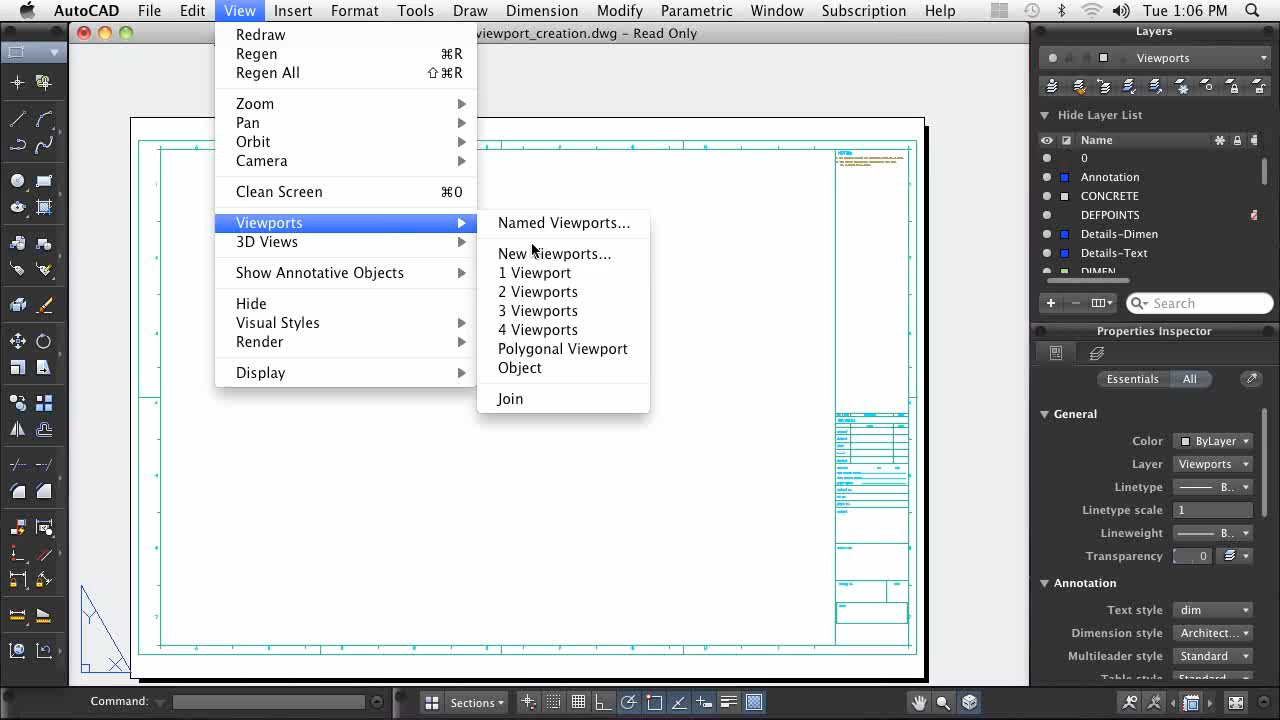 AutoCAD File Edit View Insert Format Tools Draw Dimension Modify Parametric Window Subscription Help Tue 1:06 PM
viewport_creation.dwg - Read Only
Redraw
Regen ⌘R
Regen All ⇧⌘R
Zoom
Pan
Orbit
Camera
Clean Screen ⌘0
Viewports
3D Views
Show Annotative Objects
Hide
Visual Styles
Render
Display
Named Viewports...
New Viewports...
1 Viewport
2 Viewports
3 Viewports
4 Viewports
Polygonal Viewport
Object
Join
Layers
Viewports
Hide Layer List
Name
0
Annotation
CONCRETE
DEFPOINTS
Details-Dimen
Details-Text
DIMEN
Search
Properties Inspector
Essentials All
General
Color ByLayer
Layer Viewports
Linetype B..
Linetype scale 1
Lineweight B..
Transparency 0
Annotation
Text style dim
Dimension style Architect...
Multileader style Standard
Table style Standard
Y
X
Command:
Sections